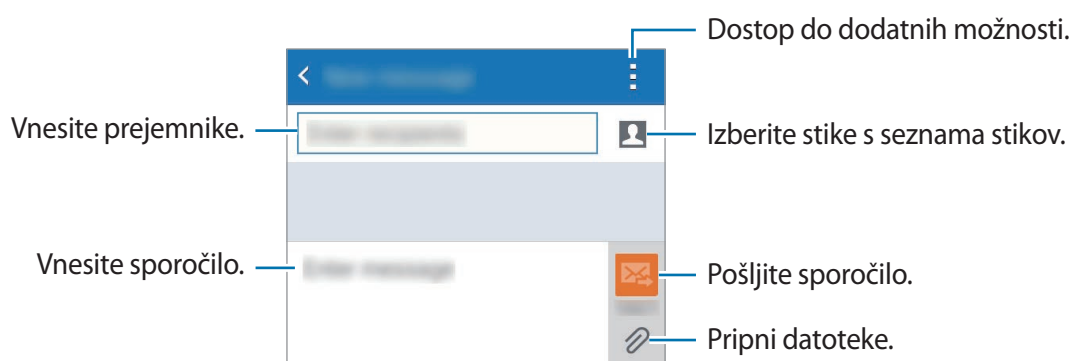 Dostop do dodatnih možnosti.
Vnesite prejemnike.
Izberite stike s seznama stikov.
Vnesite sporočilo.
Pošljite sporočilo.
Pripni datoteke.